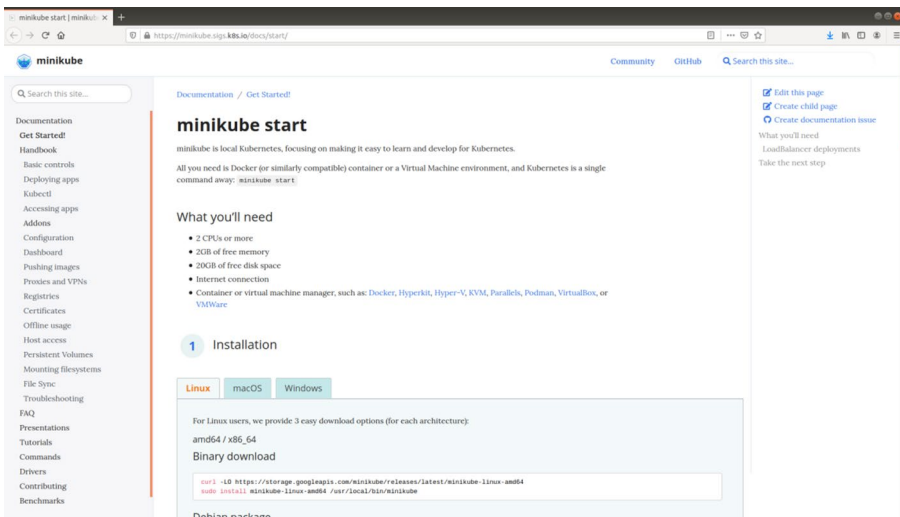 minikube start | minikub
https://minikube.sigs.k8s.io/docs/start/
minikube
Community
GitHub
Search this site...
Search this site...
Documentation
Get Started!
Handbook
Basic controls
Deploying apps
Kubectl
Accessing apps
Addons
Configuration
Dashboard
Pushing images
Proxies and VPNs
Registries
Certificates
Offline usage
Host access
Persistent Volumes
Mounting filesystems
File Sync
Troubleshooting
FAQ
Presentations
Tutorials
Commands
Drivers
Contributing
Benchmarks
Documentation / Get Started!
minikube start
minikube is local Kubernetes, focusing on making it easy to learn and develop for Kubernetes.
All you need is Docker (or similarly compatible) container or a Virtual Machine environment, and Kubernetes is a single
command away: minikube start
What you'll need
• 2 CPUs or more
• 2GB of free memory
• 20GB of free disk space
• Internet connection
• Container or virtual machine manager, such as: Docker, Hyperkit, Hyper-V, KVM, Parallels, Podman, VirtualBox, or
VMWare
1 Installation
Linux
macOS
Windows
For Linux users, we provide 3 easy download options (for each architecture):
amd64 / x86_64
Binary download
curl -LO https://storage.googleapis.com/minikube/releases/latest/minikube-linux-amd64
sudo install minikube-linux-amd64 /usr/local/bin/minikube
Debian package
Edit this page
Create child page
Create documentation issue
What you'll need
LoadBalancer deployments
Take the next step